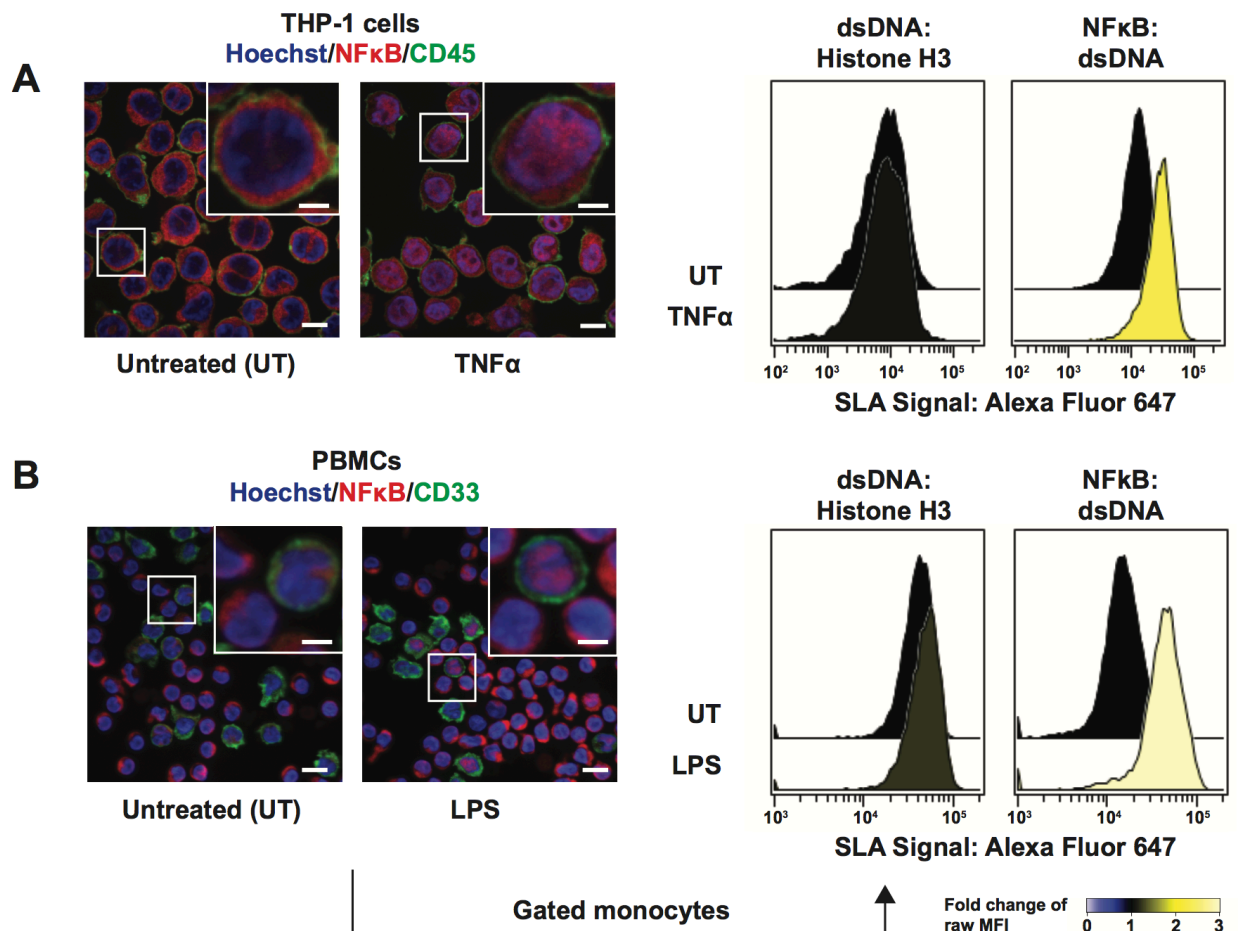 A
THP-1 cells
Hoechst/NFκB/CD45
Untreated (UT)
TNFα
dsDNA:
Histone H3
NFκB:
dsDNA
UT
TNFα
10² 10³ 10⁴ 10⁵
10² 10³ 10⁴ 10⁵
SLA Signal: Alexa Fluor 647
B
PBMCs
Hoechst/NFκB/CD33
Untreated (UT)
LPS
dsDNA:
Histone H3
NFkB:
dsDNA
UT
LPS
10³ 10⁴ 10⁵
10³ 10⁴ 10⁵
SLA Signal: Alexa Fluor 647
Gated monocytes
Fold change of
raw MFI
0 1 2 3